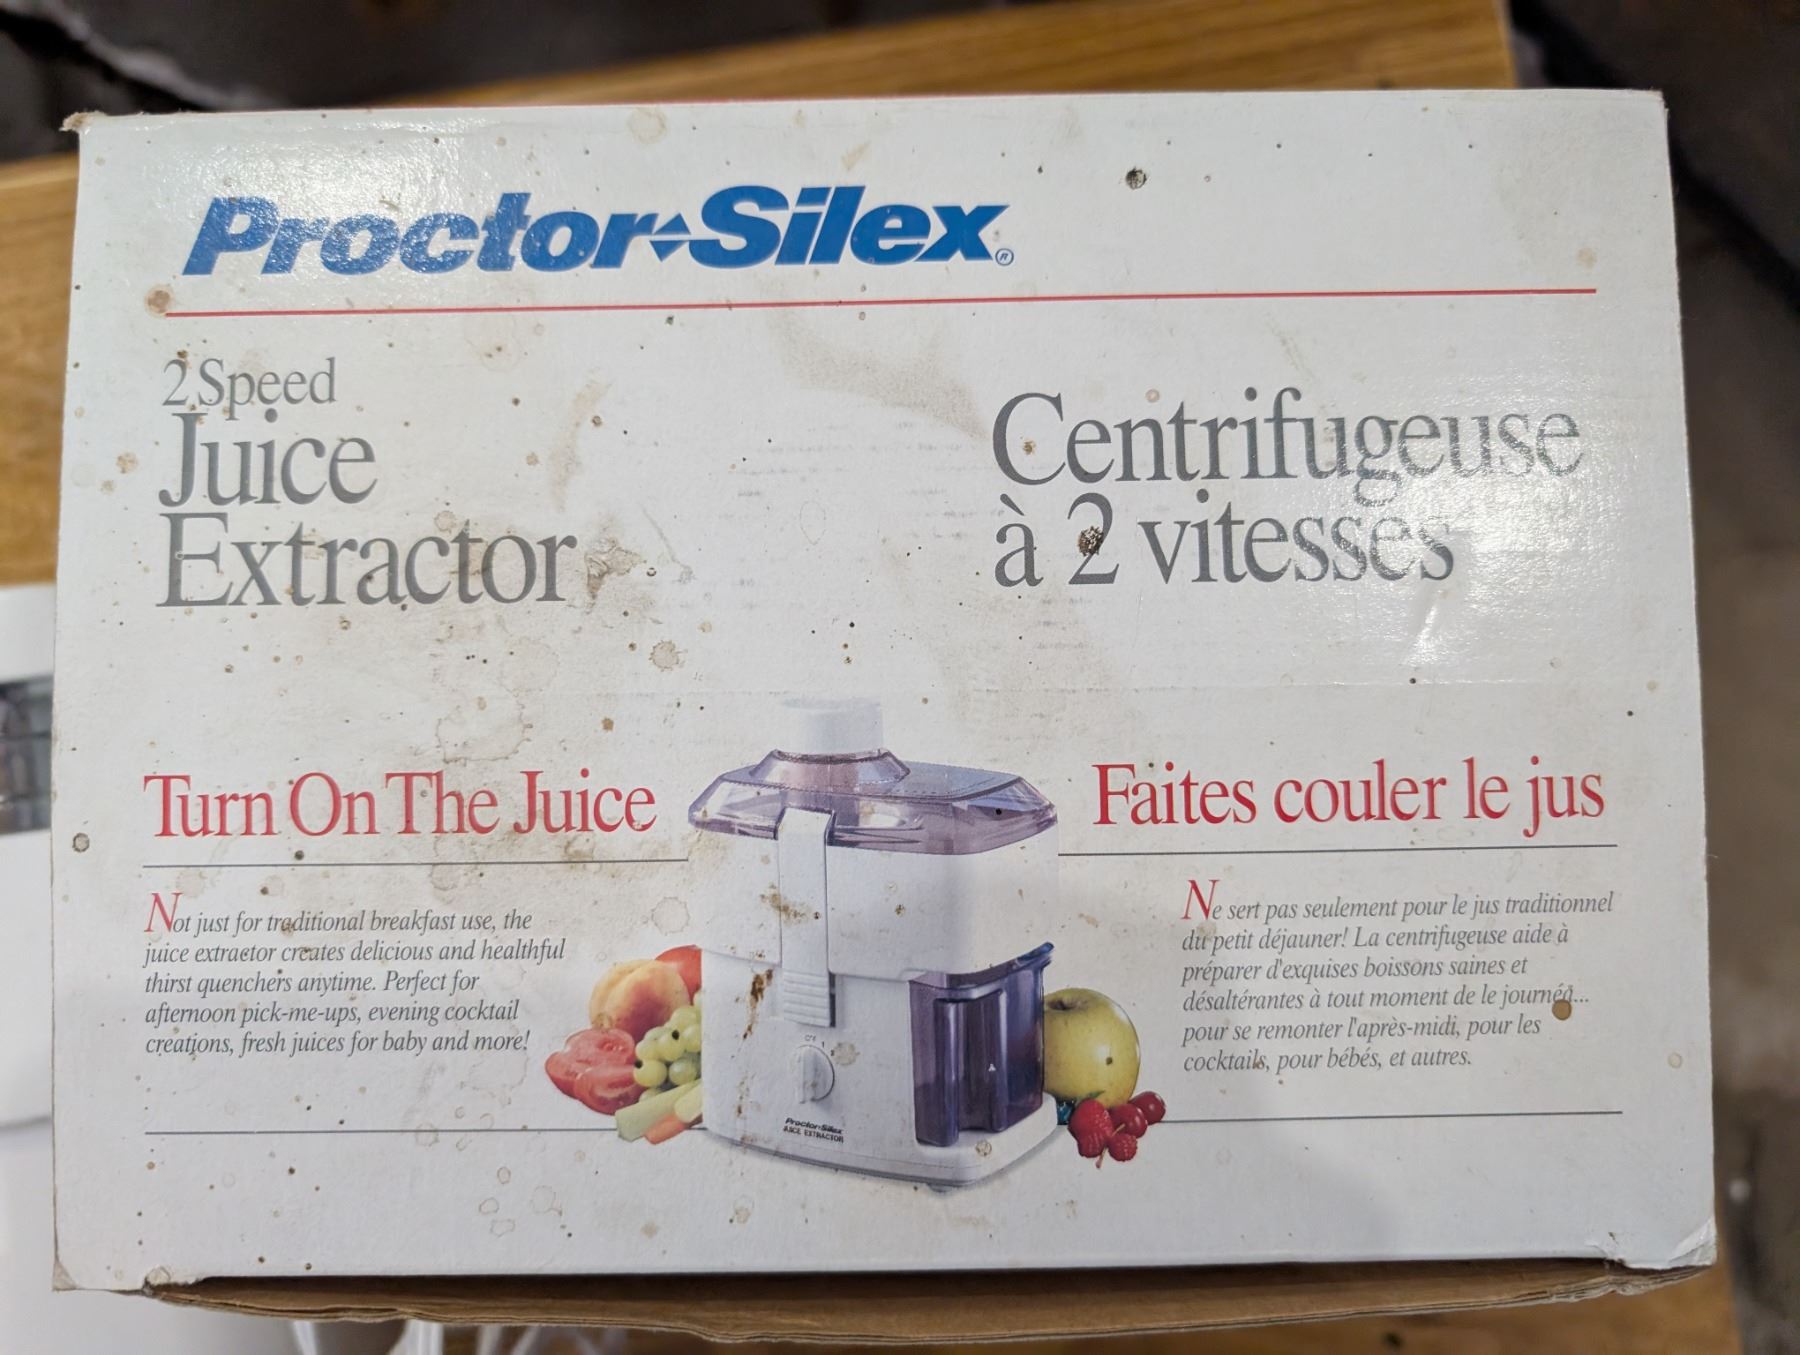 Proctor-Silex®
2 Speed
Juice
Extractor
Centrifugeuse
à 2 vitesses
Turn On The Juice
Not just for traditional breakfast use, the
juice extractor creates delicious and healthful
thirst quenchers anytime. Perfect for
afternoon pick-me-ups, evening cocktail
creations, fresh juices for baby and more!
Faites couler le jus
Ne sert pas seulement pour le jus traditionnel
du petit déjauner! La centrifugeuse aide à
préparer d'exquises boissons saines et
désaltérantes à tout moment de le journéé...
pour se remonter l'après-midi, pour les
cocktails, pour bébés, et autres.
OFF 1
Proctor-Silex
JUICE EXTRACTOR